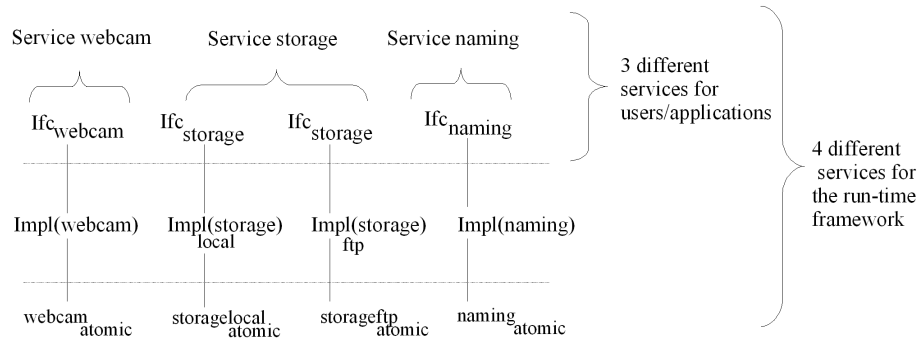 Service webcam Service storage Service naming
3 different
services for
users/applications
Ifc webcam Ifc storage Ifc storage Ifc naming
4 different
services for
the run-time
framework
Impl(webcam) Impl(storage) local Impl(storage) ftp Impl(naming)
webcam atomic storagelocal atomic storageftp atomic naming atomic